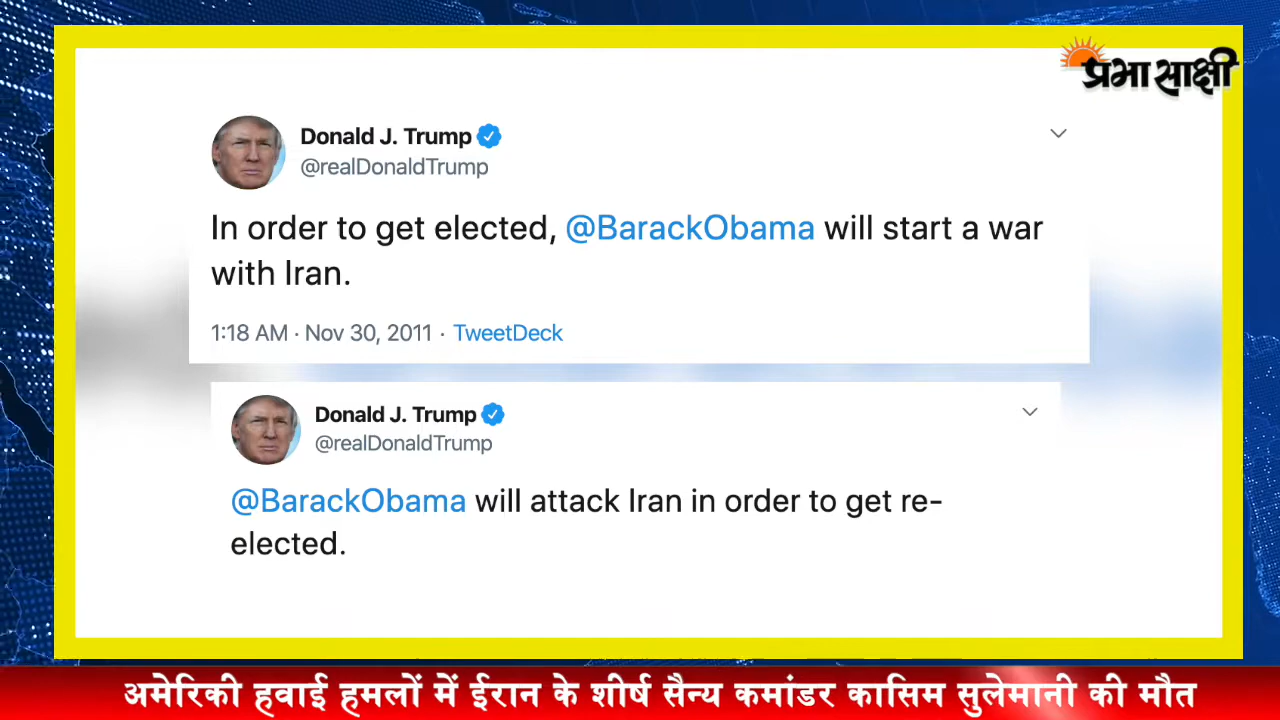 प्रभा साक्षी
Donald J. Trump
@realDonaldTrump
In order to get elected, @BarackObama will start a war
with Iran.
1:18 AM · Nov 30, 2011 · TweetDeck
Donald J. Trump
@realDonaldTrump
@BarackObama will attack Iran in order to get re-
elected.
अमेरिकी हवाई हमलों में ईरान के शीर्ष सैन्य कमांडर कासिम सुलेमानी की मौत